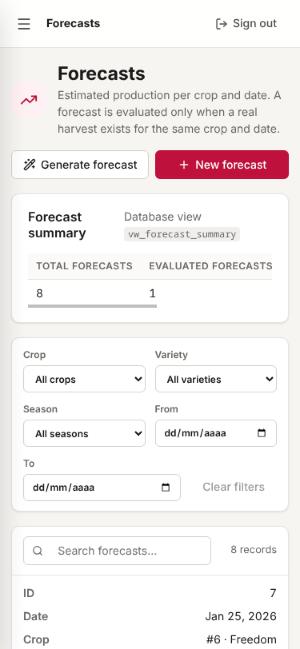 Forecasts
Sign out
Forecasts
Estimated production per crop and date. A
forecast is evaluated only when a real
harvest exists for the same crop and date.
Generate forecast
New forecast
Forecast
summary
Database view
vw_forecast_summary
TOTAL FORECASTS
EVALUATED FORECASTS
8
1
Crop
Variety
All crops
All varieties
Season
From
All seasons
dd/mm/aaaa
To
dd/mm/aaaa
Clear filters
Search forecasts...
8 records
ID
7
Date
Jan 25, 2026
Crop
#6 · Freedom